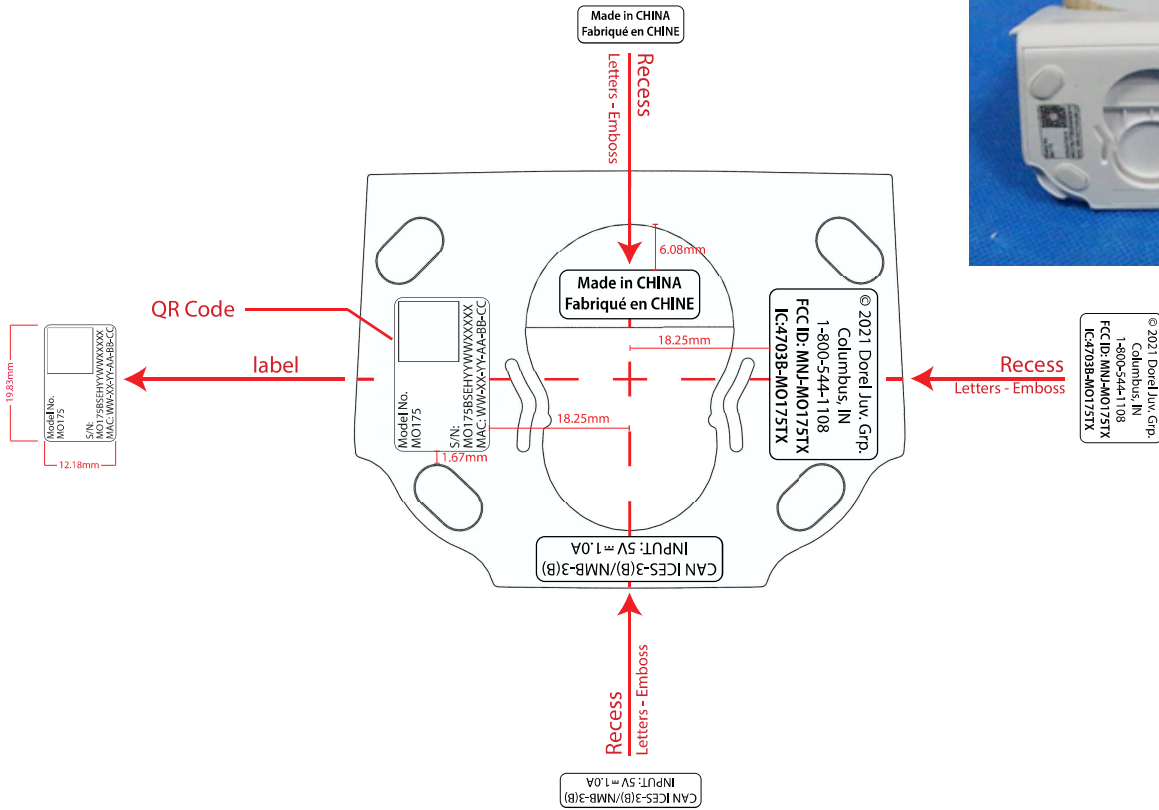 Made in CHINA
Fabriqué en CHINE
Recess
Letters - Emboss
6.08mm
Made in CHINA
Fabriqué en CHINE
QR Code
label
19.83mm
12.18mm
Model No.
MO175
S/N:
MO175BSEHYYWWXXXXX
MAC: WW-XX-YY-AA-BB-CC
Model No.
MO175
S/N:
MO175BSEHYYWWXXXXX
MAC: WW-XX-YY-AA-BB-CC
18.25mm
18.25mm
1.67mm
© 2021 Dorel Juv. Grp.
Columbus, IN
1-800-544-1108
FCC ID: MNJ-MO175TX
IC:4703B-MO175TX
Recess
Letters - Emboss
© 2021 Dorel Juv. Grp.
Columbus, IN
1-800-544-1108
FCC ID: MNJ-MO175TX
IC:4703B-MO175TX
CAN ICES-3(B)/NMB-3(B)
INPUT: 5V⎓1.0A
Recess
Letters - Emboss
CAN ICES-3(B)/NMB-3(B)
INPUT: 5V⎓1.0A